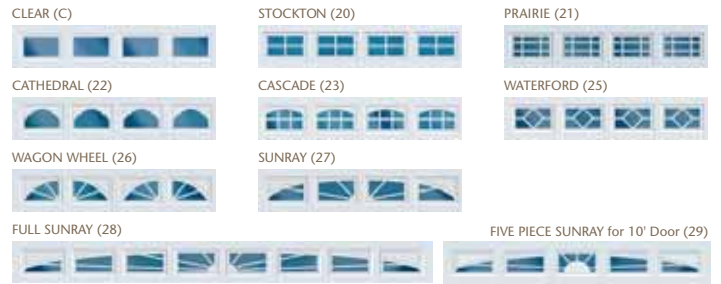 CLEAR (C)
STOCKTON (20)
PRAIRIE (21)
CATHEDRAL (22)
CASCADE (23)
WATERFORD (25)
WAGON WHEEL (26)
SUNRAY (27)
FULL SUNRAY (28)
FIVE PIECE SUNRAY for 10' Door (29)